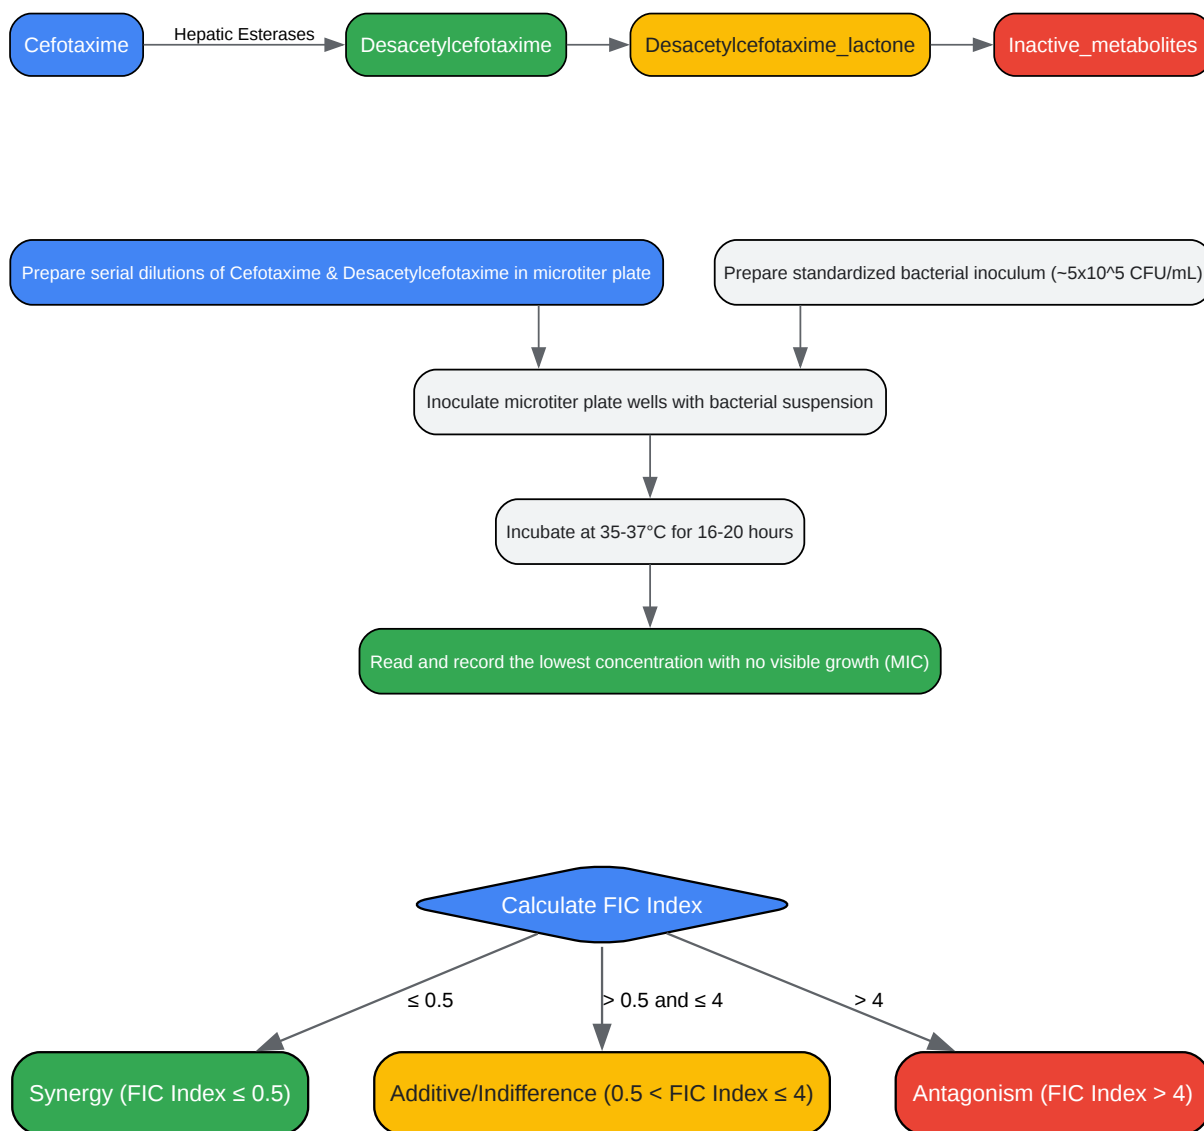 Cefotaxime
Hepatic Esterases
Desacetylcefotaxime
Desacetylcefotaxime_lactone
Inactive_metabolites
Prepare serial dilutions of Cefotaxime & Desacetylcefotaxime in microtiter plate
Prepare standardized bacterial inoculum (~5x10^5 CFU/mL)
Inoculate microtiter plate wells with bacterial suspension
Incubate at 35-37°C for 16-20 hours
Read and record the lowest concentration with no visible growth (MIC)
Calculate FIC Index
≤ 0.5
> 0.5 and ≤ 4
> 4
Synergy (FIC Index ≤ 0.5)
Additive/Indifference (0.5 < FIC Index ≤ 4)
Antagonism (FIC Index > 4)